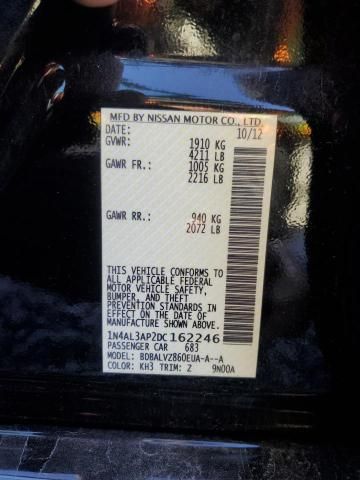 MFD BY NISSAN MOTOR CO., LTD.
DATE: 10/12
GVWR: 1910 KG
4211 LB
GAWR FR: 1005 KG
2216 LB
GAWR RR: 940 KG
2072 LB
THIS VEHICLE CONFORMS TO
ALL APPLICABLE FEDERAL
MOTOR VEHICLE SAFETY,
BUMPER, AND THEFT
PREVENTION STANDARDS IN
EFFECT ON THE DATE OF
MANUFACTURE SHOWN ABOVE.
1N4AL3AP2DC162246
PASSENGER CAR 683
MODEL: BDBALVZ860EUA-A--A
COLOR: KH3 TRIM: Z 9N00A